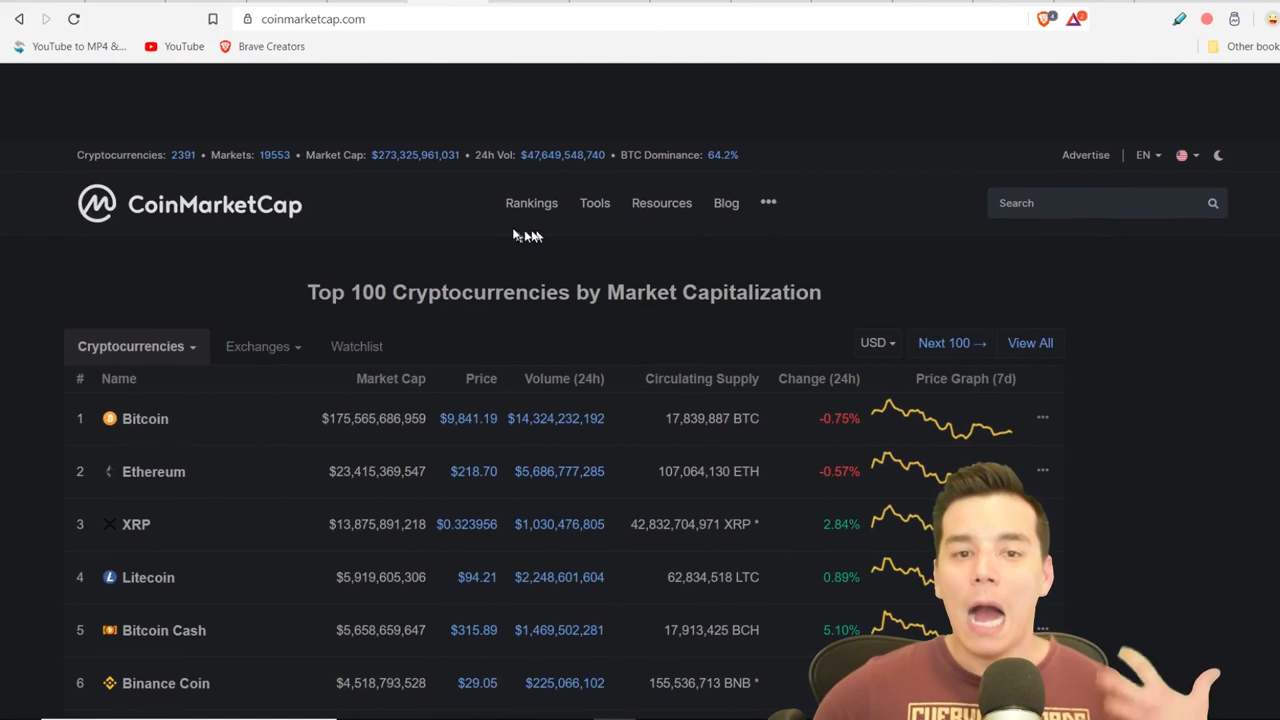 coinmarketcap.com
4
2
YouTube to MP4 &...
YouTube
Brave Creators
Other book
Cryptocurrencies: 2391 • Markets: 19553 • Market Cap: $273,325,961,031 • 24h Vol: $47,649,548,740 • BTC Dominance: 64.2%
Advertise
EN
CoinMarketCap
Rankings
Tools
Resources
Blog
•••
Search
Top 100 Cryptocurrencies by Market Capitalization
Cryptocurrencies
Exchanges
Watchlist
USD
Next 100 →
View All
# Name Market Cap Price Volume (24h) Circulating Supply Change (24h) Price Graph (7d)
1 Bitcoin $175,565,686,959 $9,841.19 $14,324,232,192 17,839,887 BTC -0.75%
2 Ethereum $23,415,369,547 $218.70 $5,686,777,285 107,064,130 ETH -0.57%
3 XRP $13,875,891,218 $0.323956 $1,030,476,805 42,832,704,971 XRP * 2.84%
4 Litecoin $5,919,605,306 $94.21 $2,248,601,604 62,834,518 LTC 0.89%
5 Bitcoin Cash $5,658,659,647 $315.89 $1,469,502,281 17,913,425 BCH 5.10%
6 Binance Coin $4,518,793,528 $29.05 $225,066,102 155,536,713 BNB *